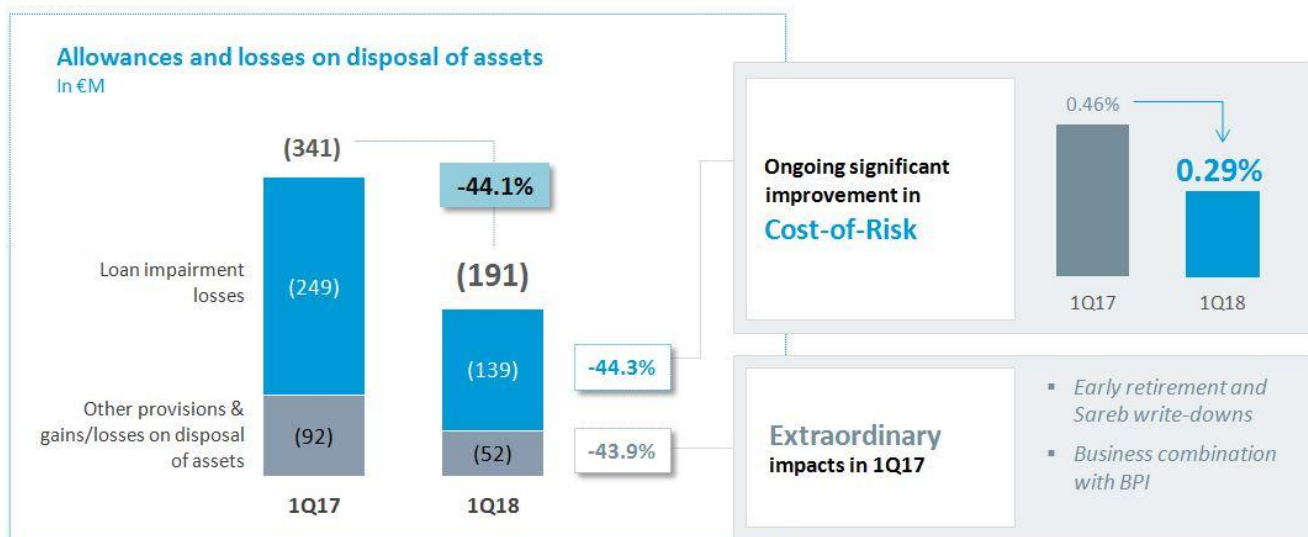 Allowances and losses on disposal of assets
In €M
(341)
-44.1%
(191)
Loan impairment
losses
(249)
(139)
-44.3%
Other provisions &
gains/losses on disposal
of assets
(92)
(52)
-43.9%
1Q17
1Q18
Ongoing significant
improvement in
Cost-of-Risk
0.46%
0.29%
1Q17
1Q18
Extraordinary
impacts in 1Q17
▪ Early retirement and
Sareb write-downs
▪ Business combination
with BPI